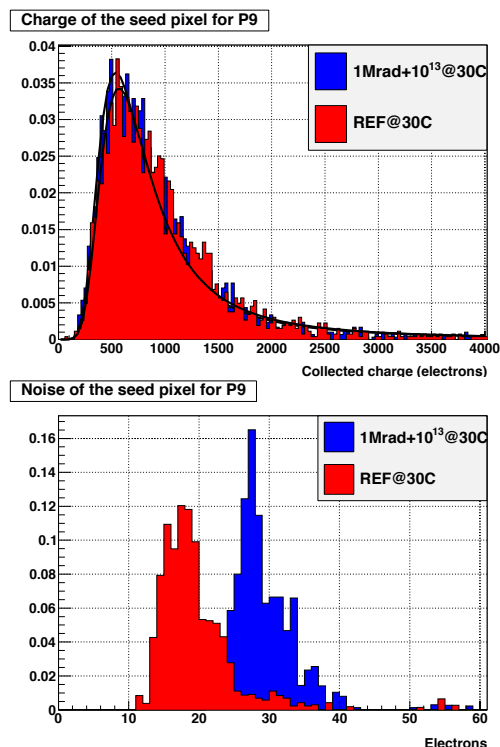 Charge of the seed pixel for P9
0.04
0.035
0.03
0.025
0.02
0.015
0.01
0.005
0
1Mrad+10¹³@30C
REF@30C
0 500 1000 1500 2000 2500 3000 3500 4000
Collected charge (electrons)
Noise of the seed pixel for P9
0.16
0.14
0.12
0.1
0.08
0.06
0.04
0.02
0
1Mrad+10¹³@30C
REF@30C
0 10 20 30 40 50 60
Electrons